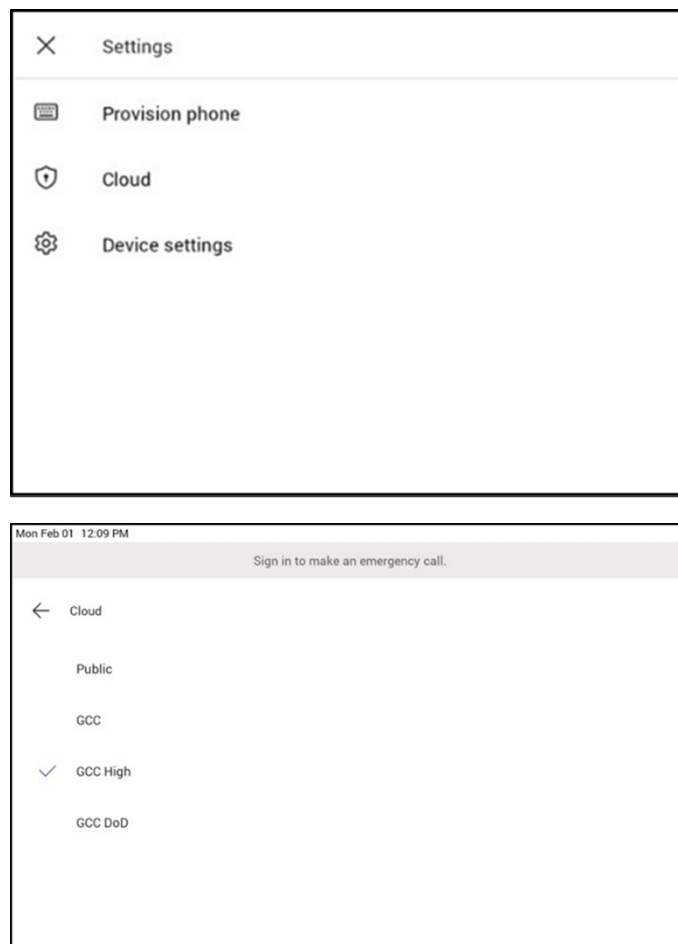 Settings
Provision phone
Cloud
Device settings
Mon Feb 01 12:09 PM
Sign in to make an emergency call.
Cloud
Public
GCC
GCC High
GCC DoD